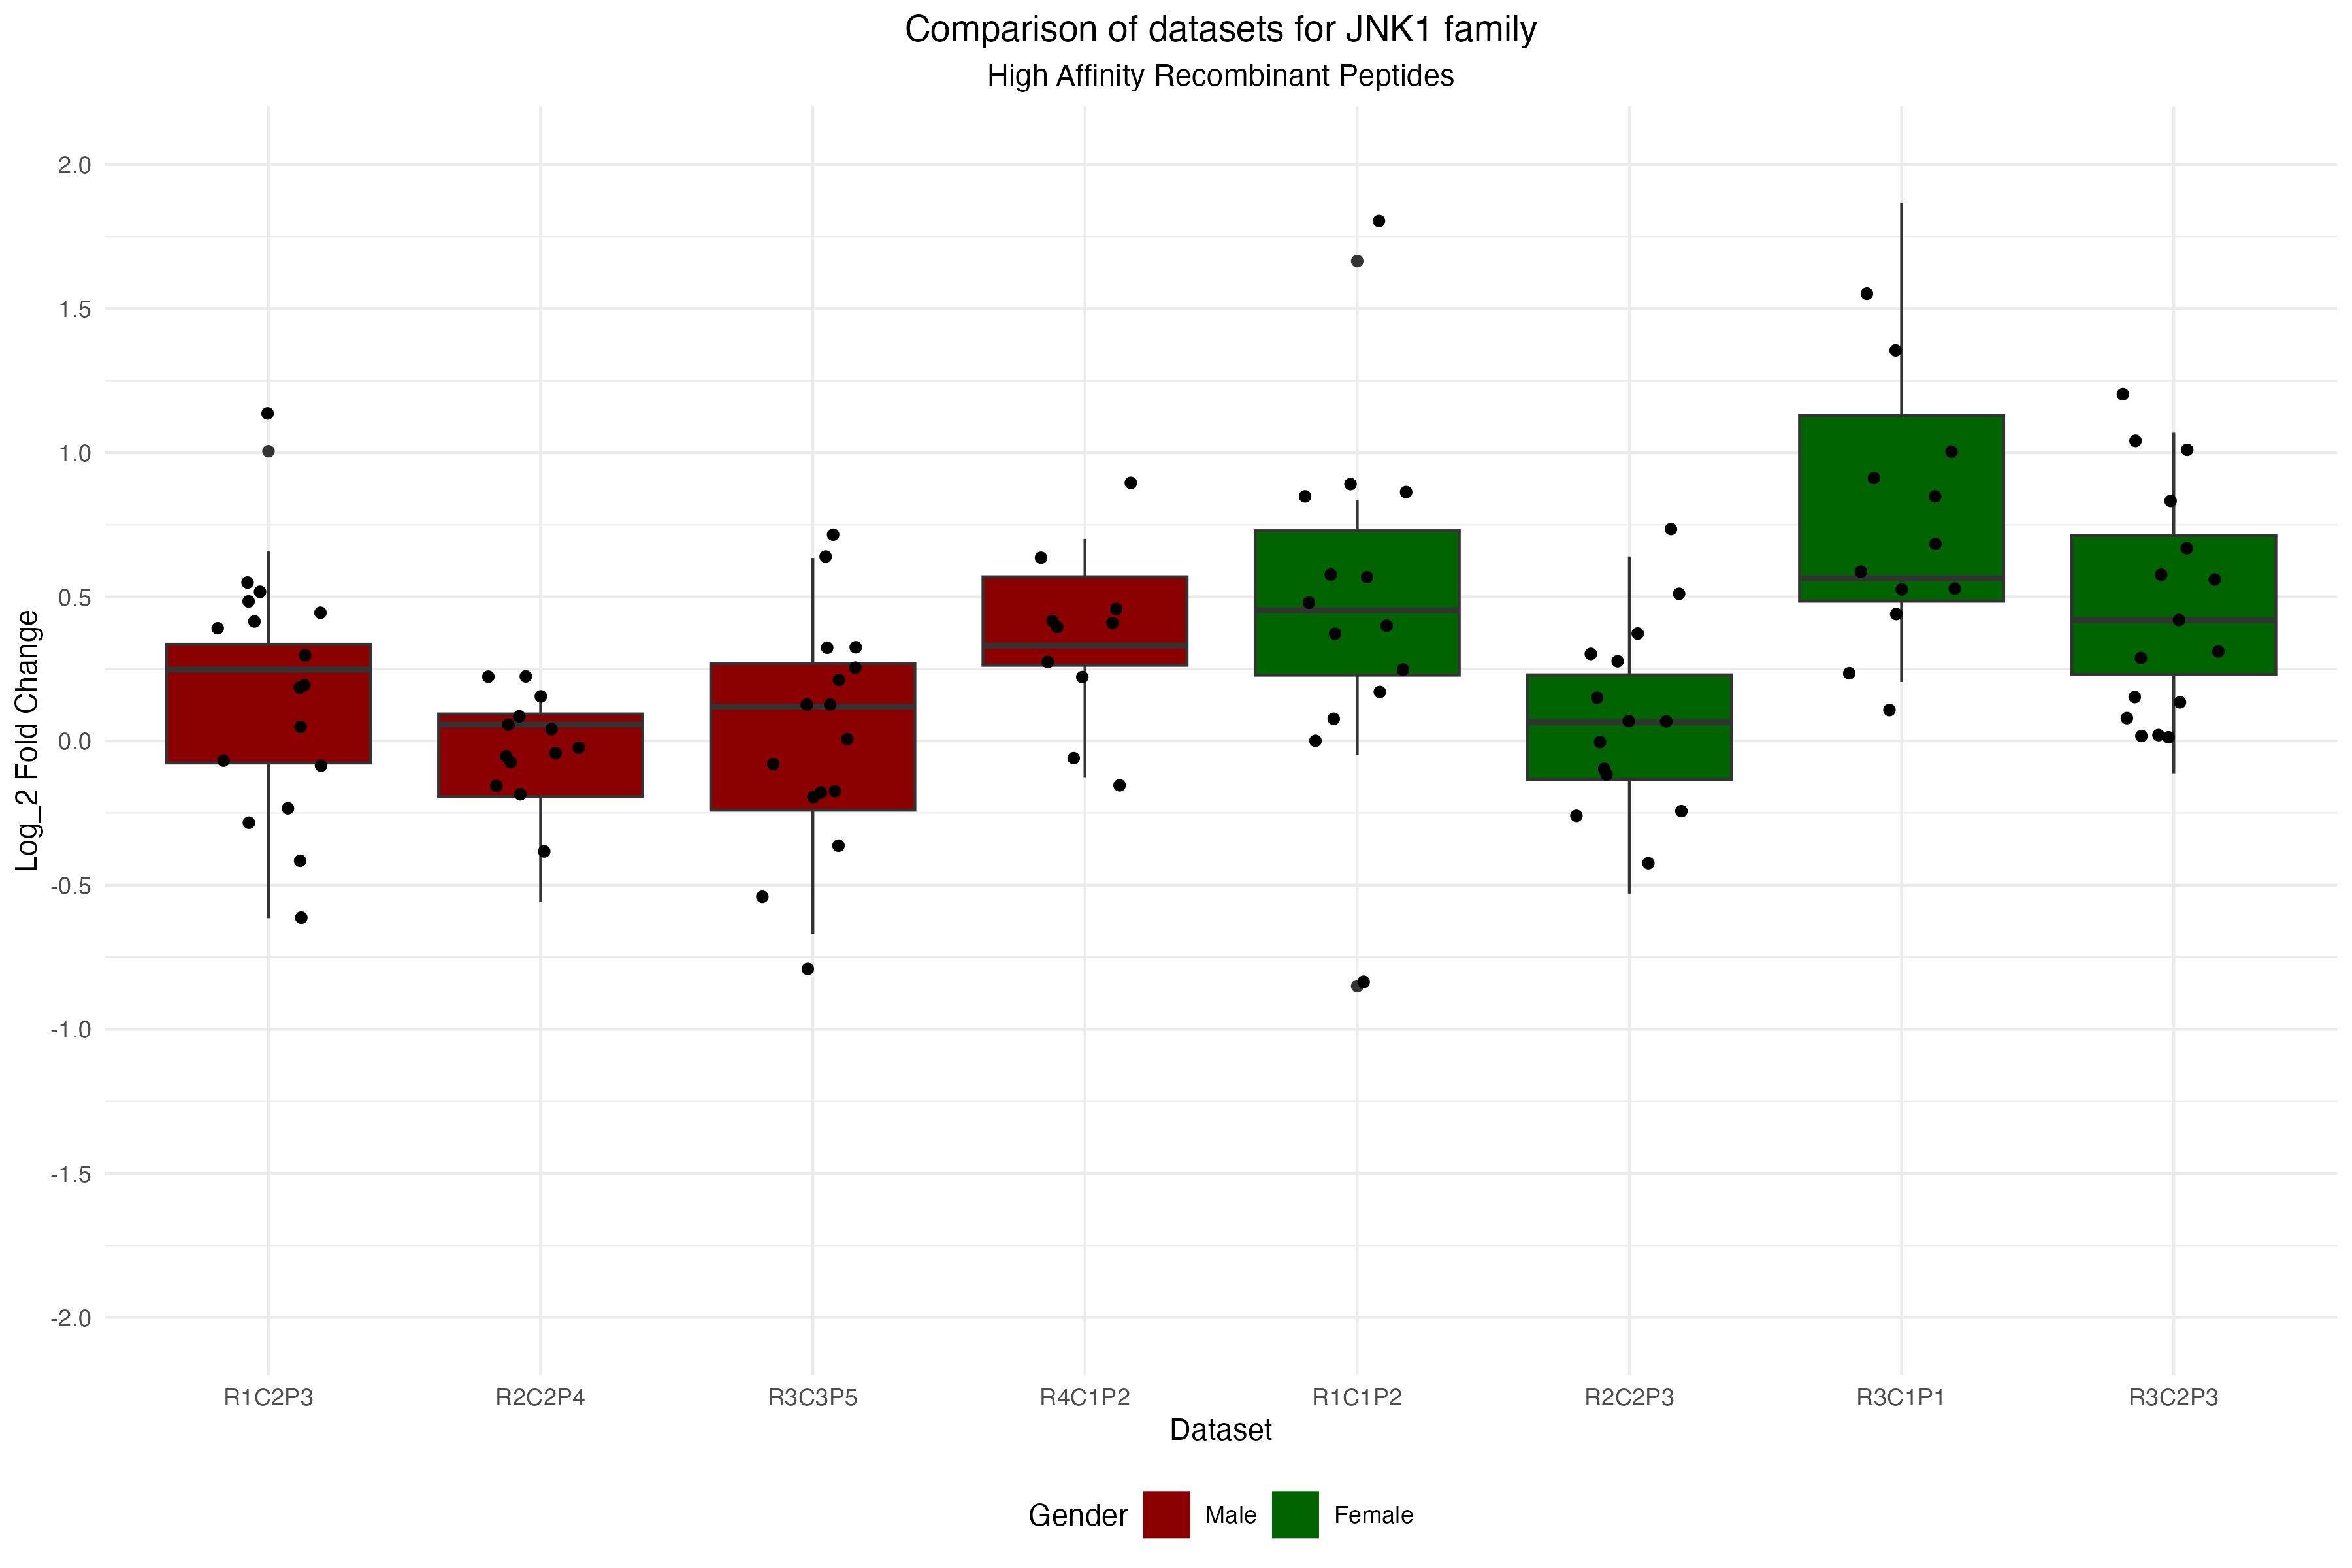 Comparison of datasets for JNK1 family
High Affinity Recombinant Peptides
Log_2 Fold Change
2.0
1.5
1.0
0.5
0.0
-0.5
-1.0
-1.5
-2.0
R1C2P3 R2C2P4 R3C3P5 R4C1P2 R1C1P2 R2C2P3 R3C1P1 R3C2P3
Dataset
Gender Male Female